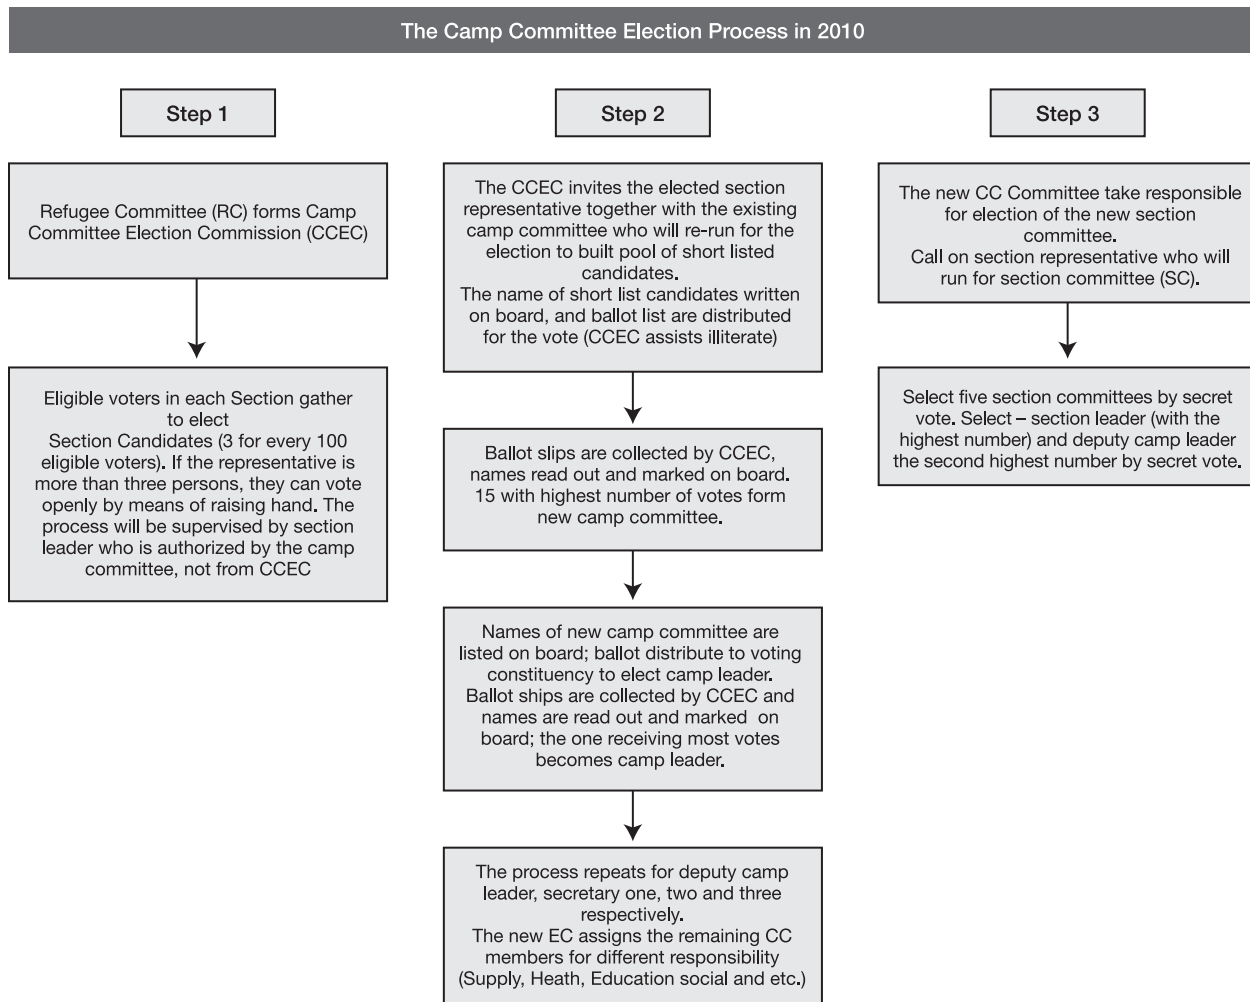 The Camp Committee Election Process in 2010
Step 1
Refugee Committee (RC) forms Camp
Committee Election Commission (CCEC)
Eligible voters in each Section gather
to elect
Section Candidates (3 for every 100
eligible voters). If the representative is
more than three persons, they can vote
openly by means of raising hand. The
process will be supervised by section
leader who is authorized by the camp
committee, not from CCEC
Step 2
The CCEC invites the elected section
representative together with the existing
camp committee who will re-run for the
election to built pool of short listed
candidates.
The name of short list candidates written
on board, and ballot list are distributed
for the vote (CCEC assists illiterate)
Ballot slips are collected by CCEC,
names read out and marked on board.
15 with highest number of votes form
new camp committee.
Names of new camp committee are
listed on board; ballot distribute to voting
constituency to elect camp leader.
Ballot ships are collected by CCEC and
names are read out and marked on
board; the one receiving most votes
becomes camp leader.
The process repeats for deputy camp
leader, secretary one, two and three
respectively.
The new EC assigns the remaining CC
members for different responsibility
(Supply, Heath, Education social and etc.)
Step 3
The new CC Committee take responsible
for election of the new section
committee.
Call on section representative who will
run for section committee (SC).
Select five section committees by secret
vote. Select – section leader (with the
highest number) and deputy camp leader
the second highest number by secret vote.